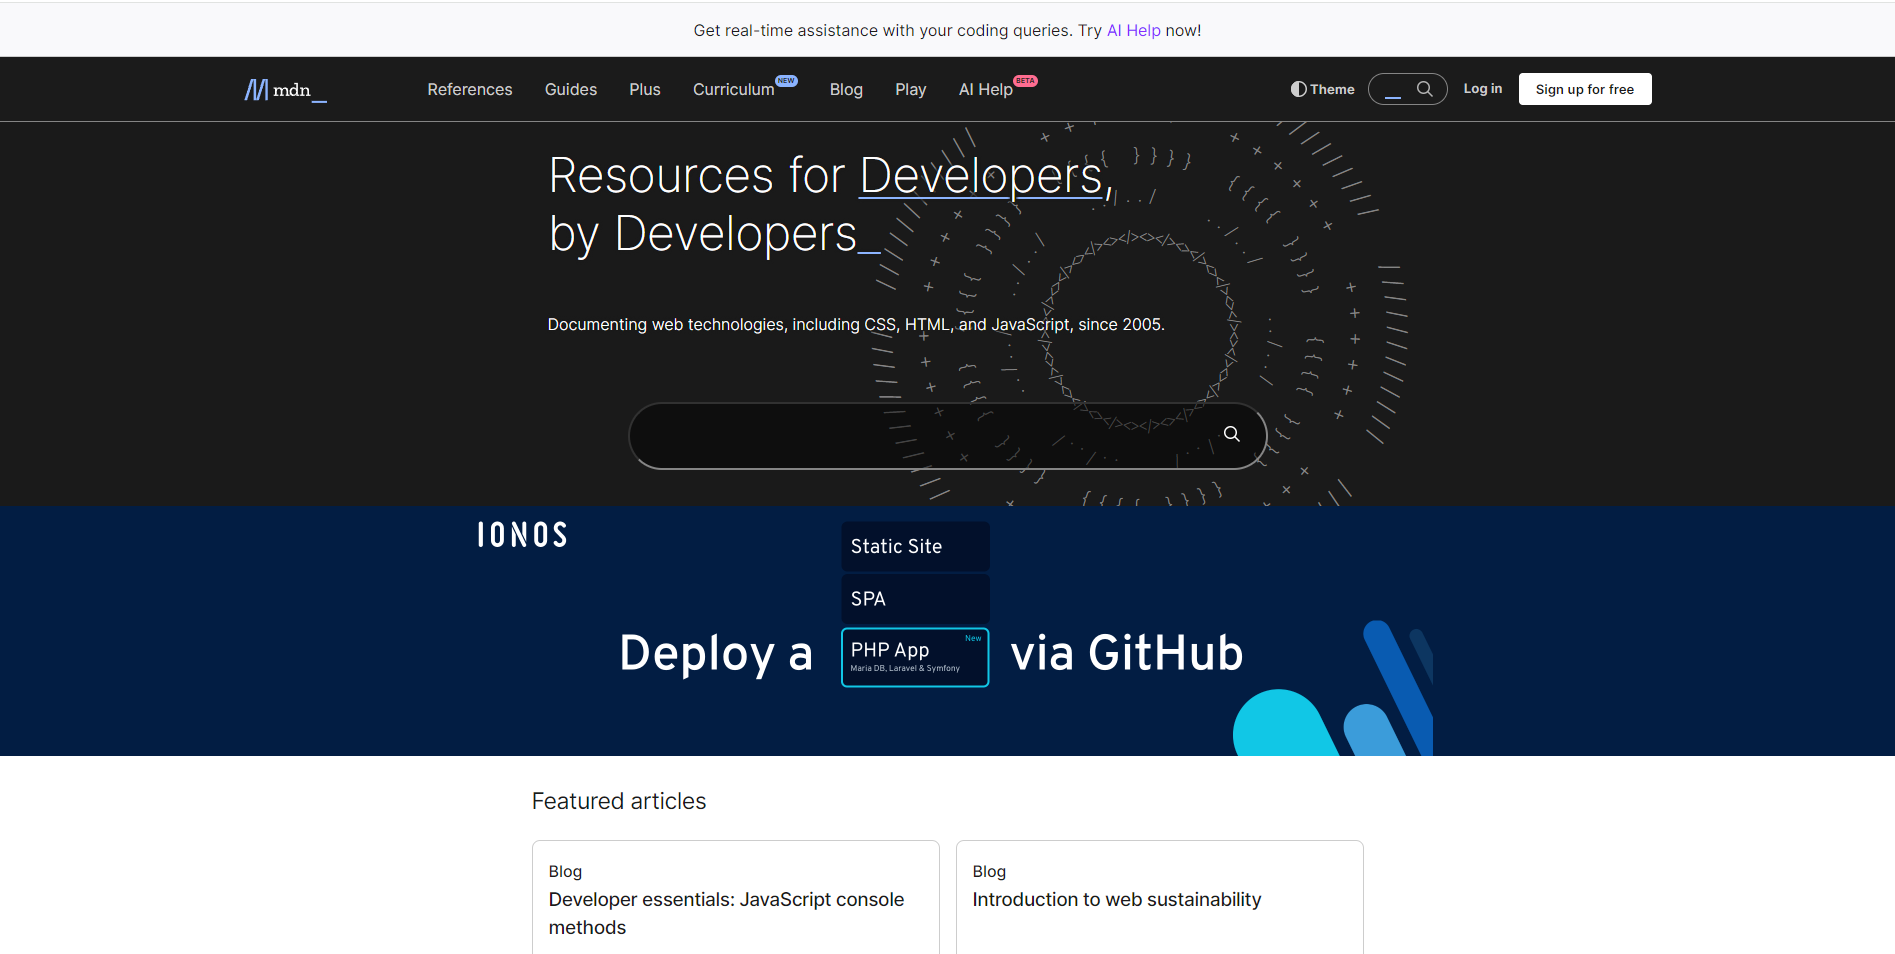 Get real-time assistance with your coding queries. Try AI Help now!
mdn_
References
Guides
Plus
Curriculum NEW
Blog
Play
AI Help BETA
Theme
Log in
Sign up for free
Resources for Developers,
by Developers_
Documenting web technologies, including CSS, HTML, and JavaScript, since 2005.
IONOS
Static Site
SPA
Deploy a
PHP App New
Maria DB, Laravel & Symfony
via GitHub
Featured articles
Blog
Developer essentials: JavaScript console
methods
Blog
Introduction to web sustainability